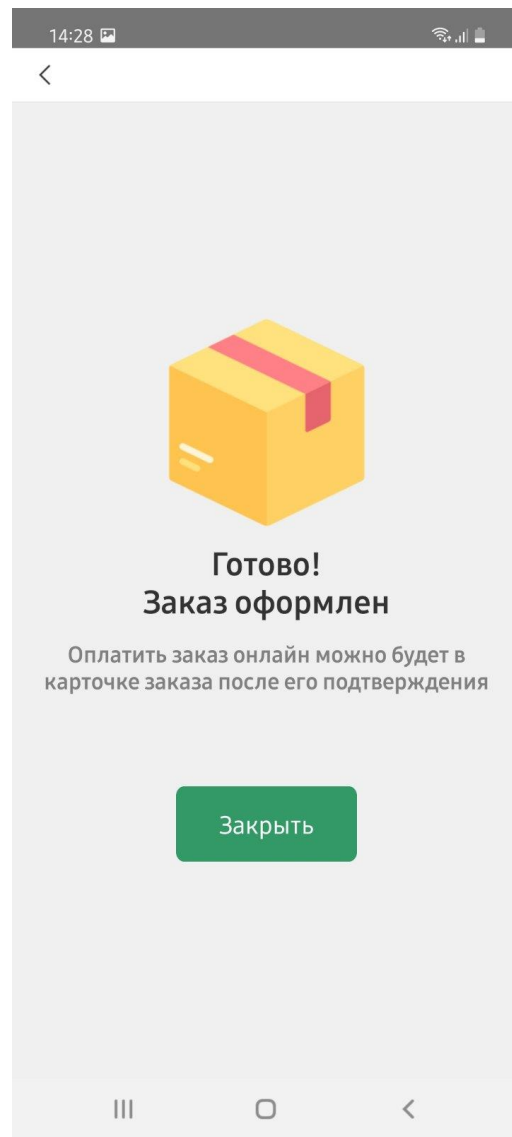 14:28
Готово!
Заказ оформлен
Оплатить заказ онлайн можно будет в
карточке заказа после его подтверждения
Закрыть